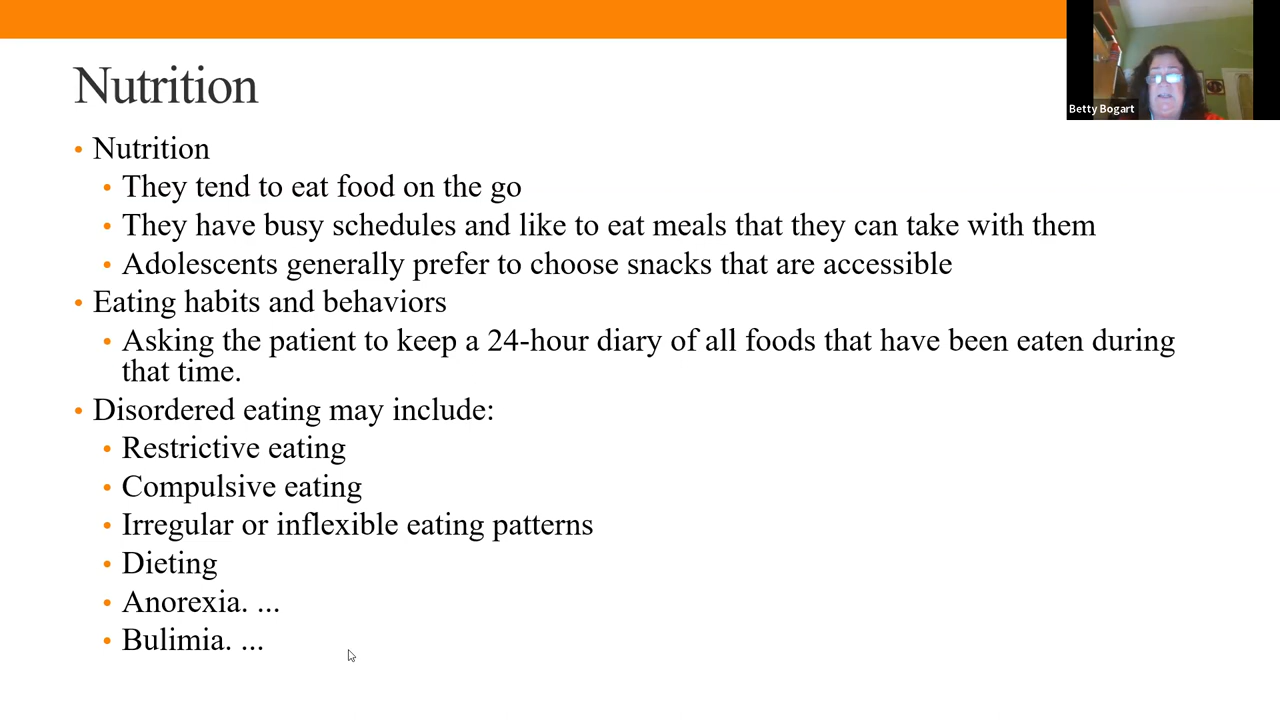 Nutrition
Betty Bogart
• Nutrition
• They tend to eat food on the go
• They have busy schedules and like to eat meals that they can take with them
• Adolescents generally prefer to choose snacks that are accessible
• Eating habits and behaviors
• Asking the patient to keep a 24-hour diary of all foods that have been eaten during
that time.
• Disordered eating may include:
• Restrictive eating
• Compulsive eating
• Irregular or inflexible eating patterns
• Dieting
• Anorexia. ...
• Bulimia. ...